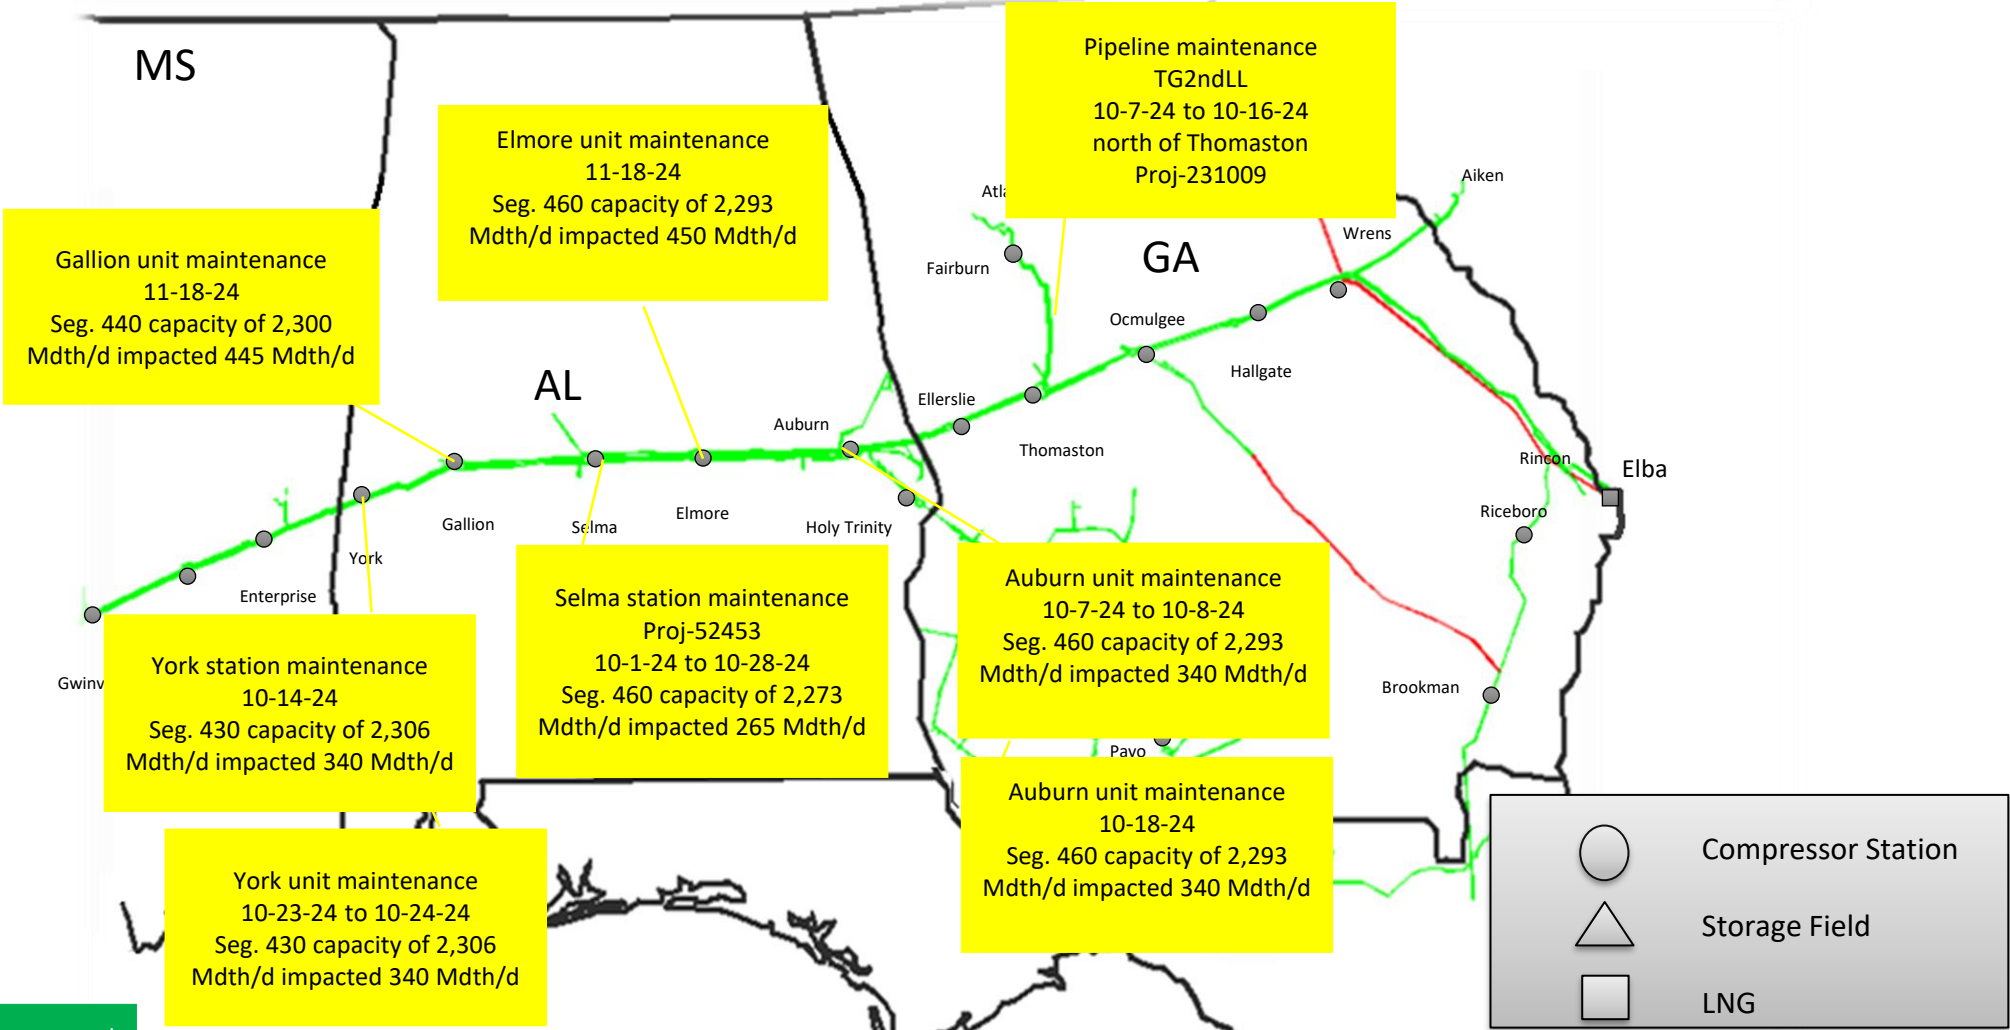 MS
Pipeline maintenance
TG2ndLL
10-7-24 to 10-16-24
north of Thomaston
Proj-231009
Elmore unit maintenance
11-18-24
Seg. 460 capacity of 2,293
Mdth/d impacted 450 Mdth/d
Gallion unit maintenance
11-18-24
Seg. 440 capacity of 2,300
Mdth/d impacted 445 Mdth/d
Aiken
Wrens
GA
Fairburn
Ocmulgee
Hallgate
AL
Ellerslie
Auburn
Thomaston
Rincon
Elba
Riceboro
Gallion
Selma
Elmore
Holy Trinity
York
Enterprise
Auburn unit maintenance
10-7-24 to 10-8-24
Seg. 460 capacity of 2,293
Mdth/d impacted 340 Mdth/d
Selma station maintenance
Proj-52453
10-1-24 to 10-28-24
Seg. 460 capacity of 2,273
Mdth/d impacted 265 Mdth/d
York station maintenance
10-14-24
Seg. 430 capacity of 2,306
Mdth/d impacted 340 Mdth/d
Brookman
Pavo
Auburn unit maintenance
10-18-24
Seg. 460 capacity of 2,293
Mdth/d impacted 340 Mdth/d
York unit maintenance
10-23-24 to 10-24-24
Seg. 430 capacity of 2,306
Mdth/d impacted 340 Mdth/d
Compressor Station
Storage Field
LNG